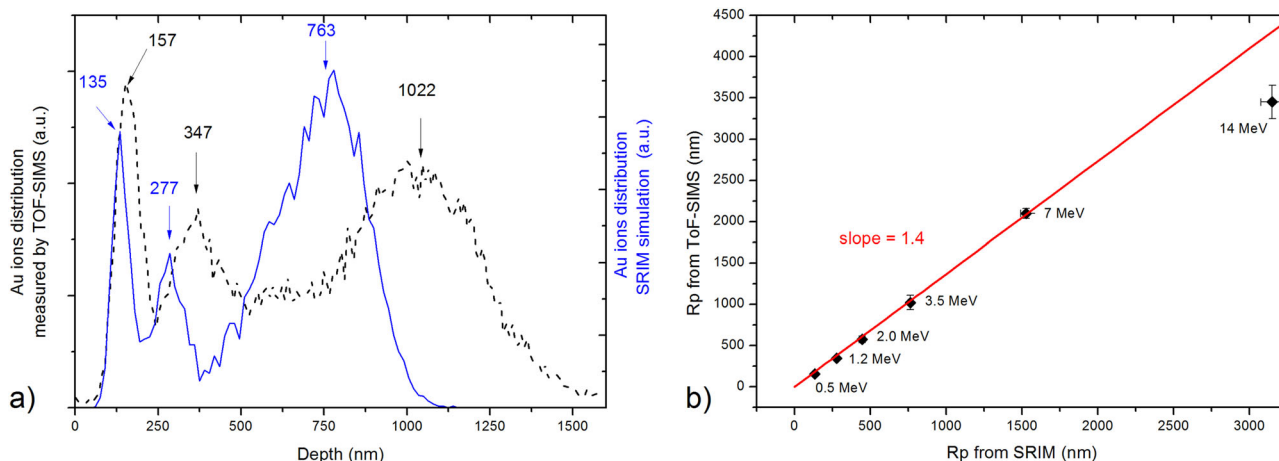 157
763
135
1022
347
277
Au ions distribution
measured by TOF-SIMS (a.u.)
Au ions distribution
SRIM simulation (a.u.)
0 250 500 750 1000 1250 1500
Depth (nm)
a)
4500
4000
3500
3000
2500
2000
1500
1000
500
0
Rp from ToF-SIMS (nm)
14 MeV
7 MeV
slope = 1.4
3.5 MeV
2.0 MeV
1.2 MeV
0.5 MeV
0 500 1000 1500 2000 2500 3000
Rp from SRIM (nm)
b)